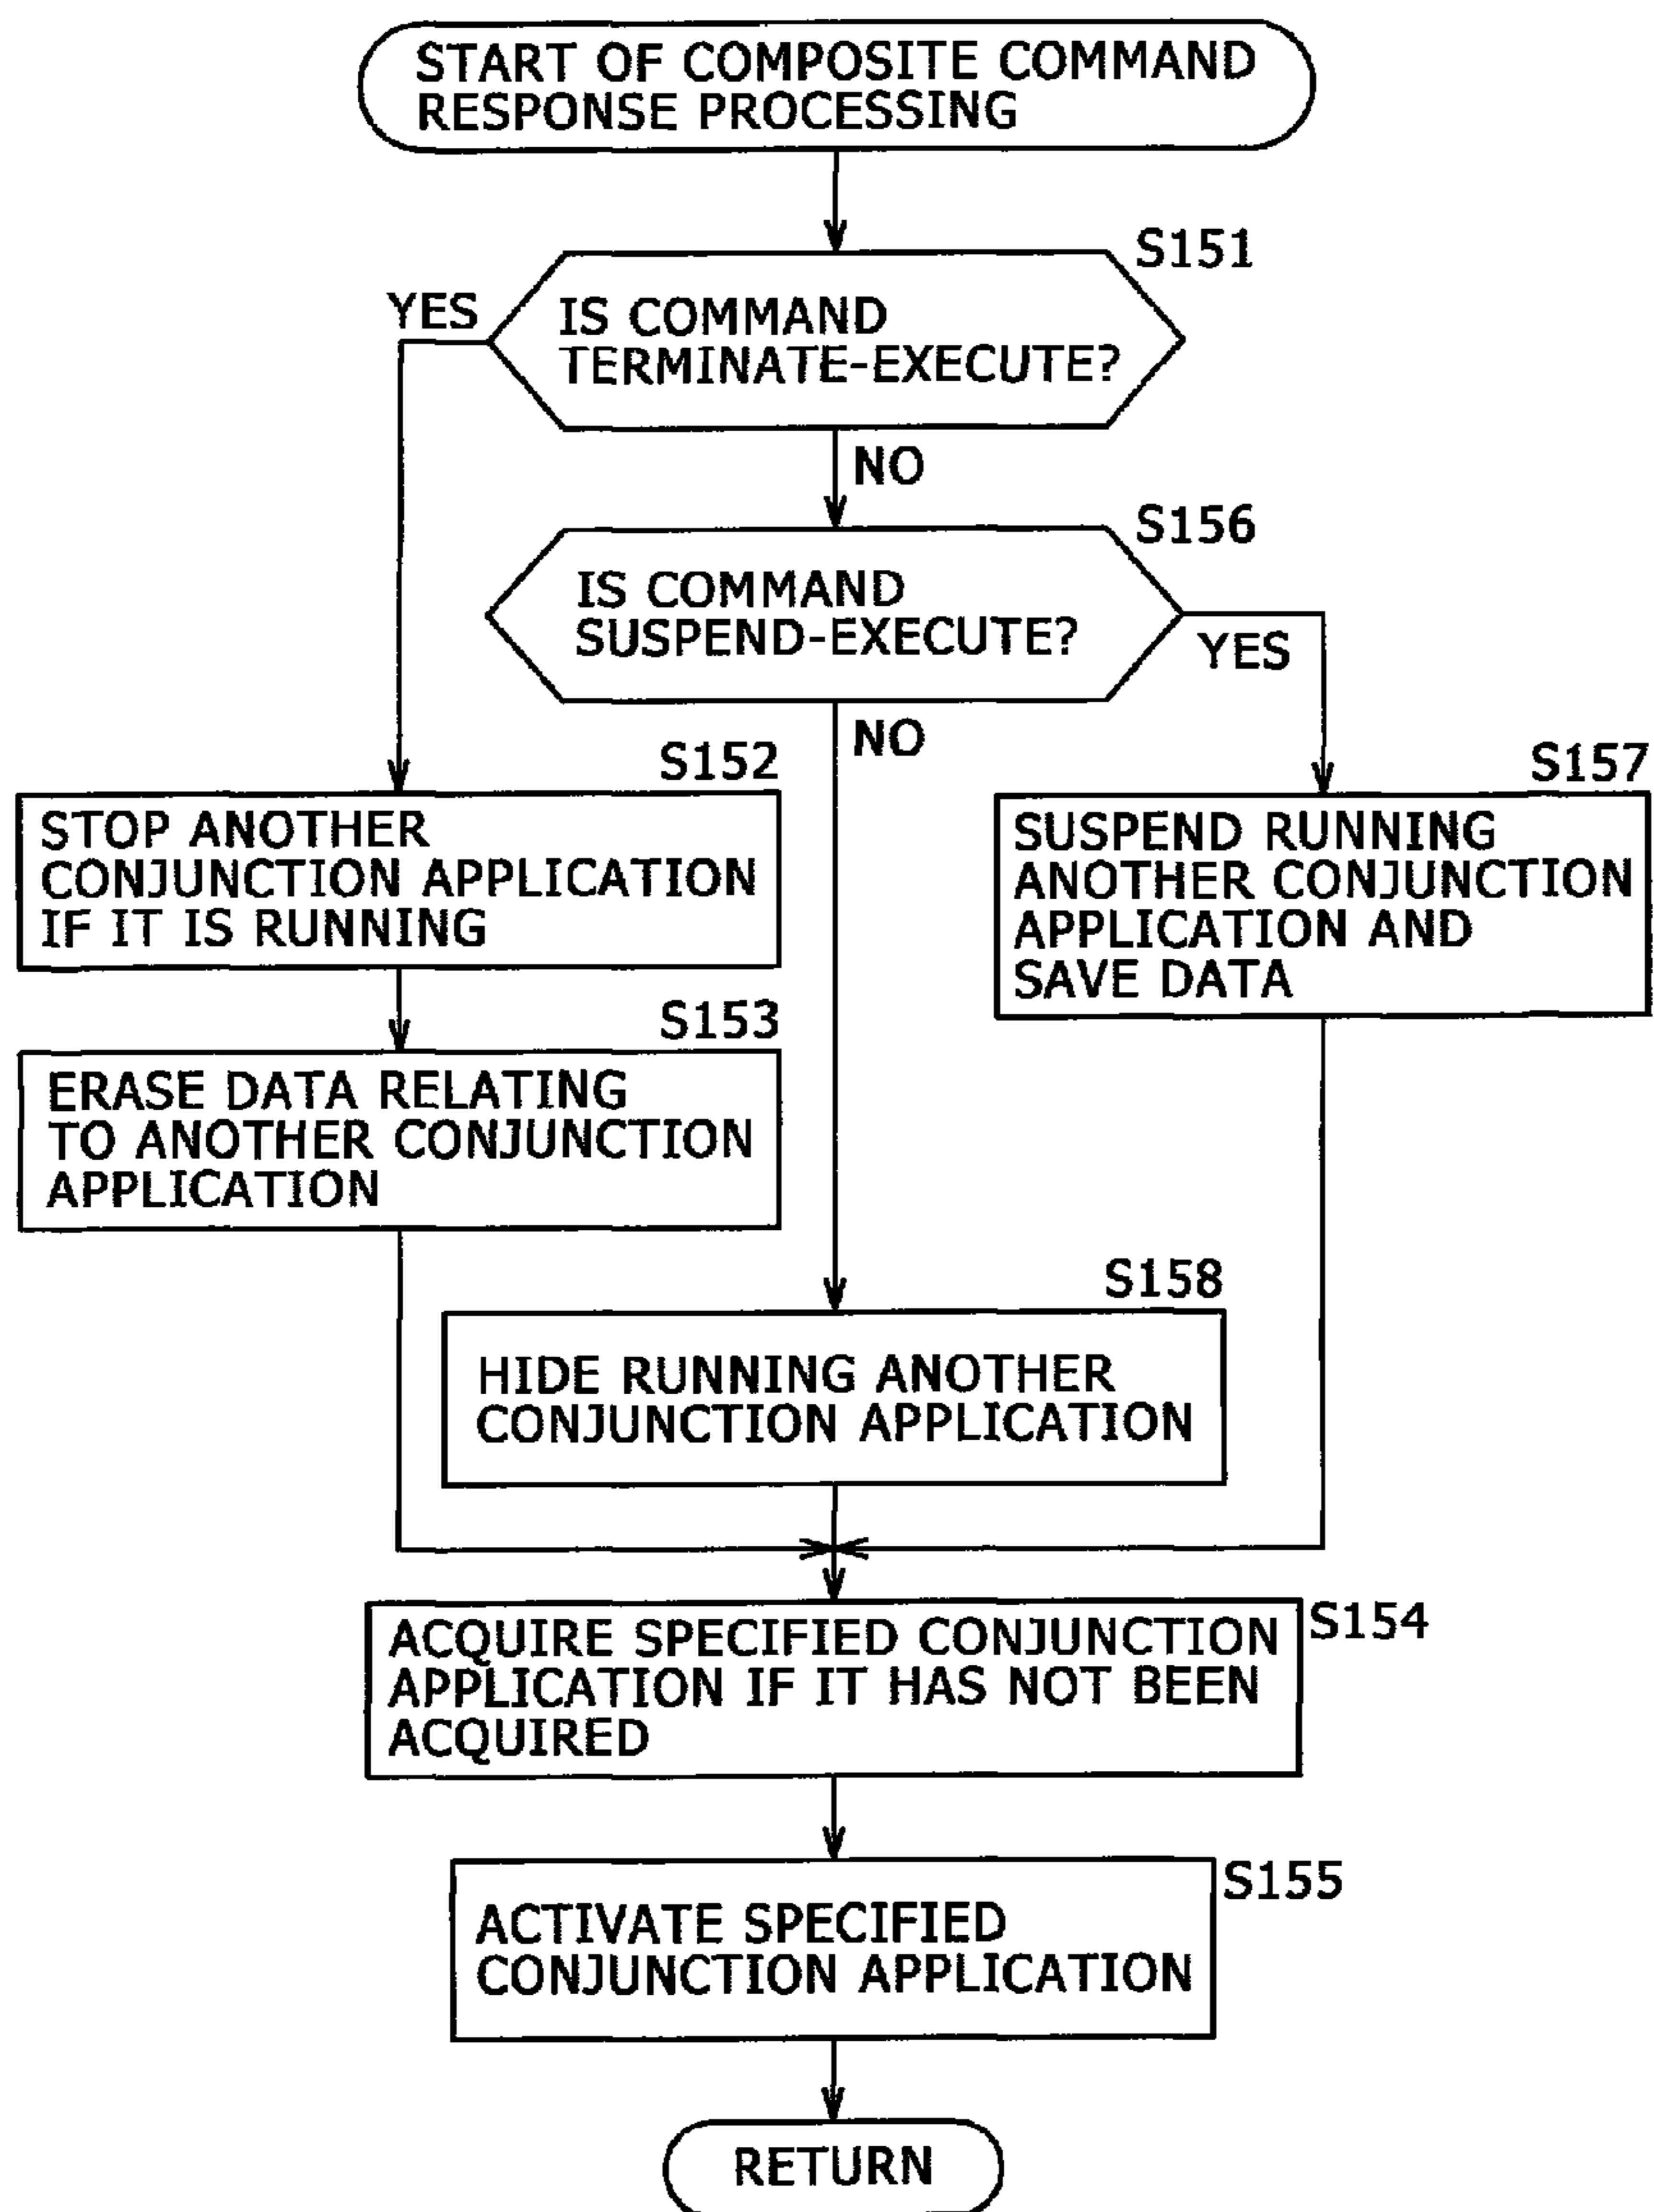 START OF COMPOSITE COMMAND
RESPONSE PROCESSING
S151
YES
IS COMMAND
TERMINATE-EXECUTE?
NO
S156
IS COMMAND
SUSPEND-EXECUTE?
YES
NO
S152
STOP ANOTHER
CONJUNCTION APPLICATION
IF IT IS RUNNING
S157
SUSPEND RUNNING
ANOTHER CONJUNCTION
APPLICATION AND
SAVE DATA
S153
ERASE DATA RELATING
TO ANOTHER CONJUNCTION
APPLICATION
S158
HIDE RUNNING ANOTHER
CONJUNCTION APPLICATION
S154
ACQUIRE SPECIFIED CONJUNCTION
APPLICATION IF IT HAS NOT BEEN
ACQUIRED
S155
ACTIVATE SPECIFIED
CONJUNCTION APPLICATION
RETURN